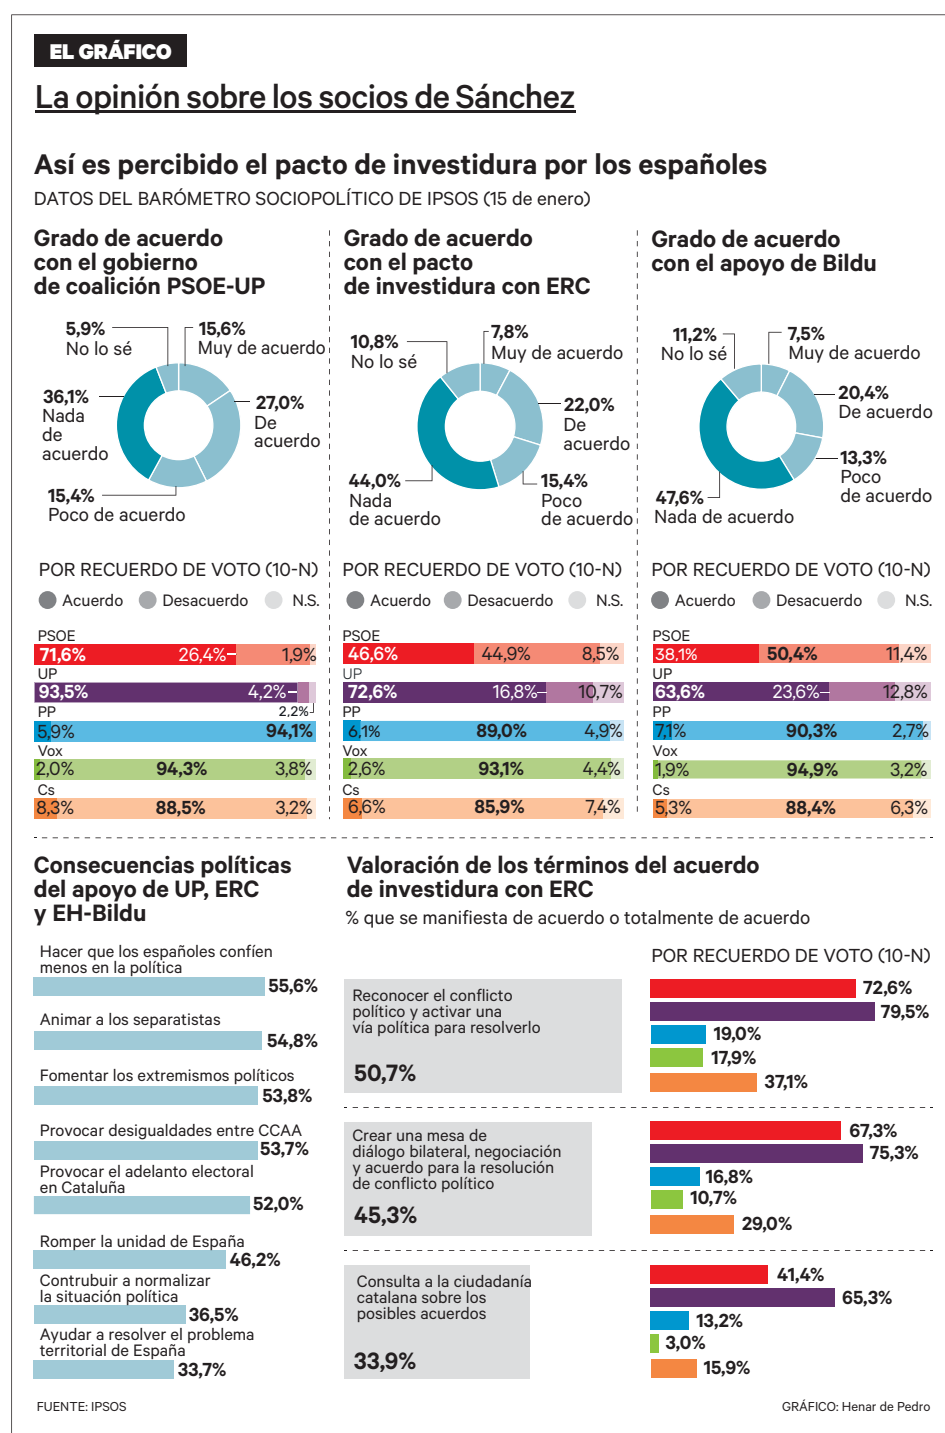 EL GRÁFICO
La opinión sobre los socios de Sánchez
Así es percibido el pacto de investidura por los españoles
DATOS DEL BARÓMETRO SOCIOPOLÍTICO DE IPSOS (15 de enero)
Grado de acuerdo
con el gobierno
de coalición PSOE-UP
5,9%
No lo sé
15,6%
Muy de acuerdo
36,1%
Nada
de
acuerdo
27,0%
De
acuerdo
15,4%
Poco de acuerdo
POR RECUERDO DE VOTO (10-N)
Acuerdo Desacuerdo N.S.
PSOE
71,6% 26,4% 1,9%
UP
93,5% 4,2%
2,2%
PP
5,9% 94,1%
Vox
2,0% 94,3% 3,8%
Cs
8,3% 88,5% 3,2%
Grado de acuerdo
con el pacto
de investidura con ERC
10,8%
No lo sé
7,8%
Muy de acuerdo
22,0%
De
acuerdo
44,0%
Nada
de acuerdo
15,4%
Poco
de acuerdo
POR RECUERDO DE VOTO (10-N)
Acuerdo Desacuerdo N.S.
PSOE
46,6% 44,9% 8,5%
UP
72,6% 16,8% 10,7%
PP
6,1% 89,0% 4,9%
Vox
2,6% 93,1% 4,4%
Cs
6,6% 85,9% 7,4%
Grado de acuerdo
con el apoyo de Bildu
11,2%
No lo sé
7,5%
Muy de acuerdo
20,4%
De acuerdo
13,3%
Poco
de acuerdo
47,6%
Nada de acuerdo
POR RECUERDO DE VOTO (10-N)
Acuerdo Desacuerdo N.S.
PSOE
38,1% 50,4% 11,4%
UP
63,6% 23,6% 12,8%
PP
7,1% 90,3% 2,7%
Vox
1,9% 94,9% 3,2%
Cs
5,3% 88,4% 6,3%
Consecuencias políticas
del apoyo de UP, ERC
y EH-Bildu
Hacer que los españoles confíen
menos en la política
55,6%
Animar a los separatistas
54,8%
Fomentar los extremismos políticos
53,8%
Provocar desigualdades entre CCAA
53,7%
Provocar el adelanto electoral
en Cataluña
52,0%
Romper la unidad de España
46,2%
Contrubuir a normalizar
la situación política
36,5%
Ayudar a resolver el problema
territorial de España
33,7%
Valoración de los términos del acuerdo
de investidura con ERC
% que se manifiesta de acuerdo o totalmente de acuerdo
POR RECUERDO DE VOTO (10-N)
Reconocer el conflicto
político y activar una
vía política para resolverlo
50,7%
72,6%
79,5%
19,0%
17,9%
37,1%
Crear una mesa de
diálogo bilateral, negociación
y acuerdo para la resolución
de conflicto político
45,3%
67,3%
75,3%
16,8%
10,7%
29,0%
Consulta a la ciudadanía
catalana sobre los
posibles acuerdos
33,9%
41,4%
65,3%
13,2%
3,0%
15,9%
FUENTE: IPSOS
GRÁFICO: Henar de Pedro